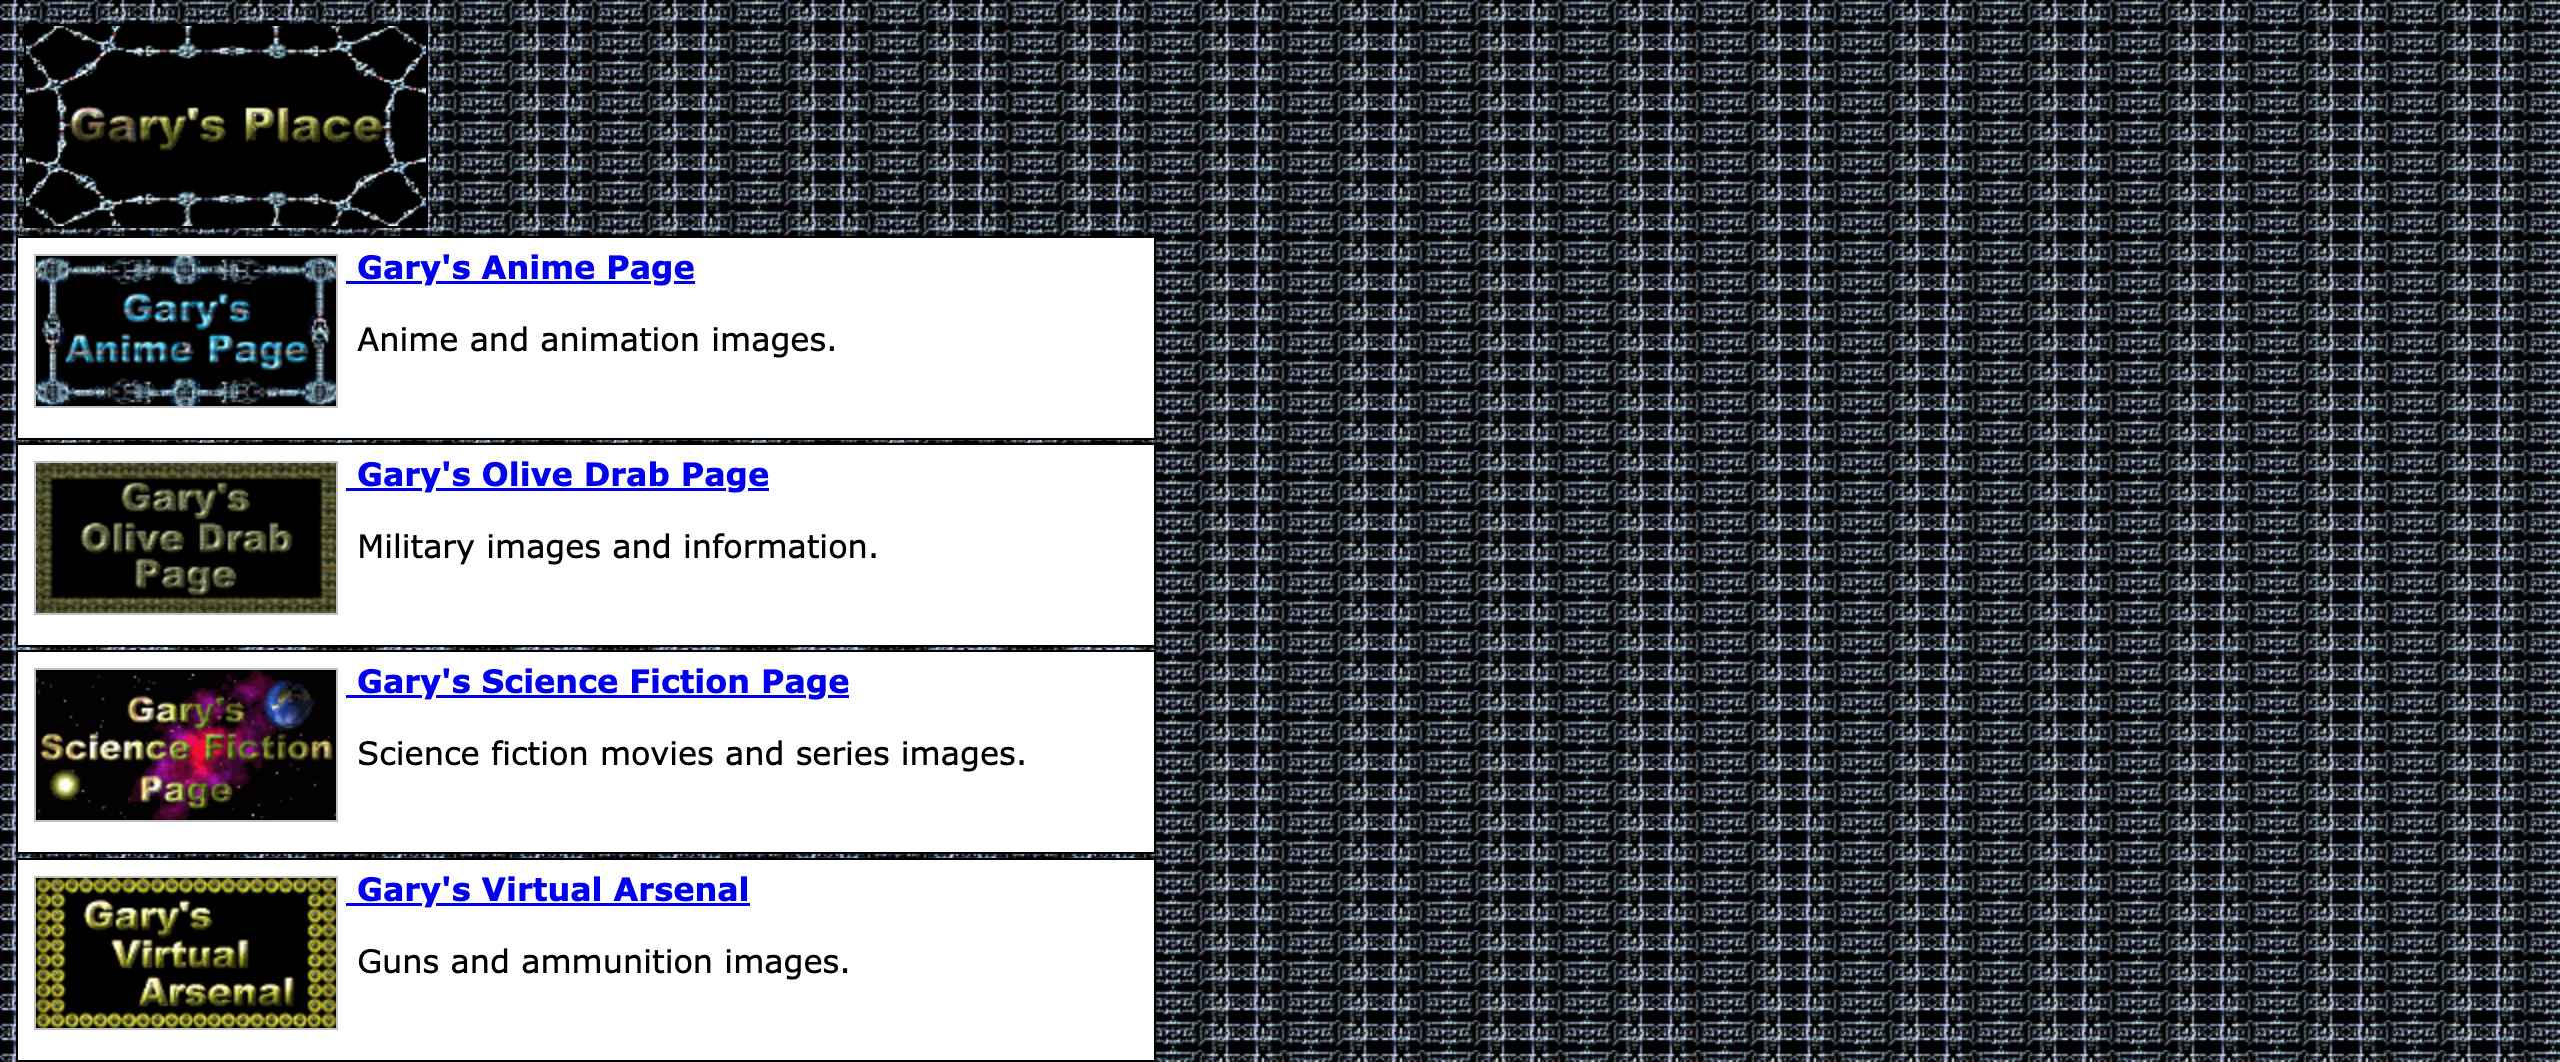 Gary's Place
Gary's
Anime Page
Gary's Anime Page
Anime and animation images.
Gary's
Olive Drab
Page
Gary's Olive Drab Page
Military images and information.
Gary's
Science Fiction
Page
Gary's Science Fiction Page
Science fiction movies and series images.
Gary's
Virtual
Arsenal
Gary's Virtual Arsenal
Guns and ammunition images.